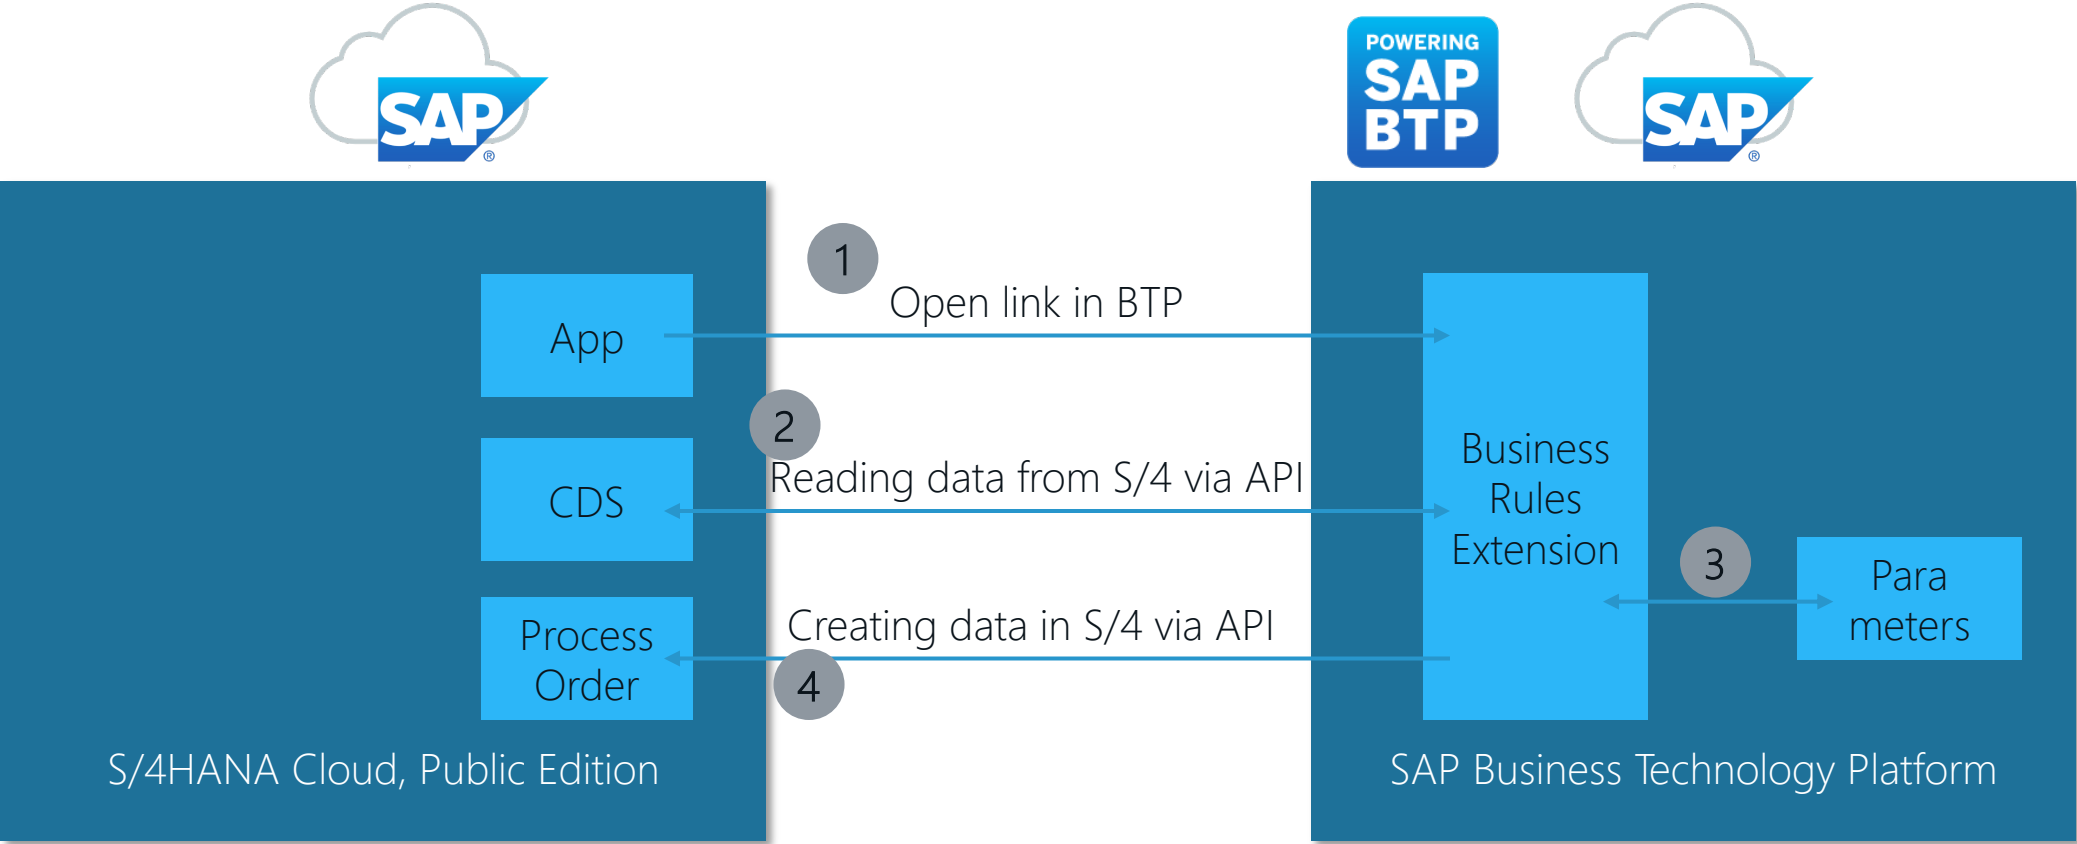 SAP
®
POWERING
SAP
BTP
SAP
®
1
Open link in BTP
App
2
Reading data from S/4 via API
CDS
Business
Rules
Extension
3
Para
meters
Creating data in S/4 via API
Process
Order
4
S/4HANA Cloud, Public Edition
SAP Business Technology Platform